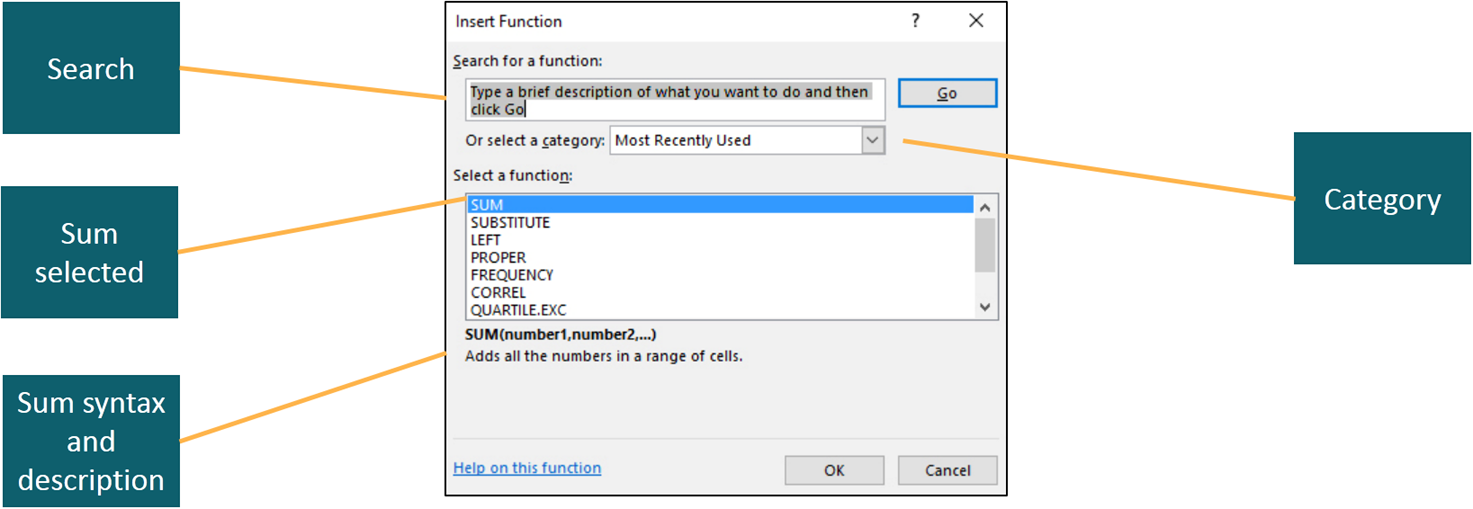 Search
Sum
selected
Sum syntax
and
description
Insert Function
?
Search for a function:
Type a brief description of what you want to do and then
click Go
Go
Or select a category:
Most Recently Used
Select a function:
SUM
SUBSTITUTE
LEFT
PROPER
FREQUENCY
CORREL
QUARTILE.EXC
SUM(number1,number2,...)
Adds all the numbers in a range of cells.
Help on this function
OK
Cancel
Category